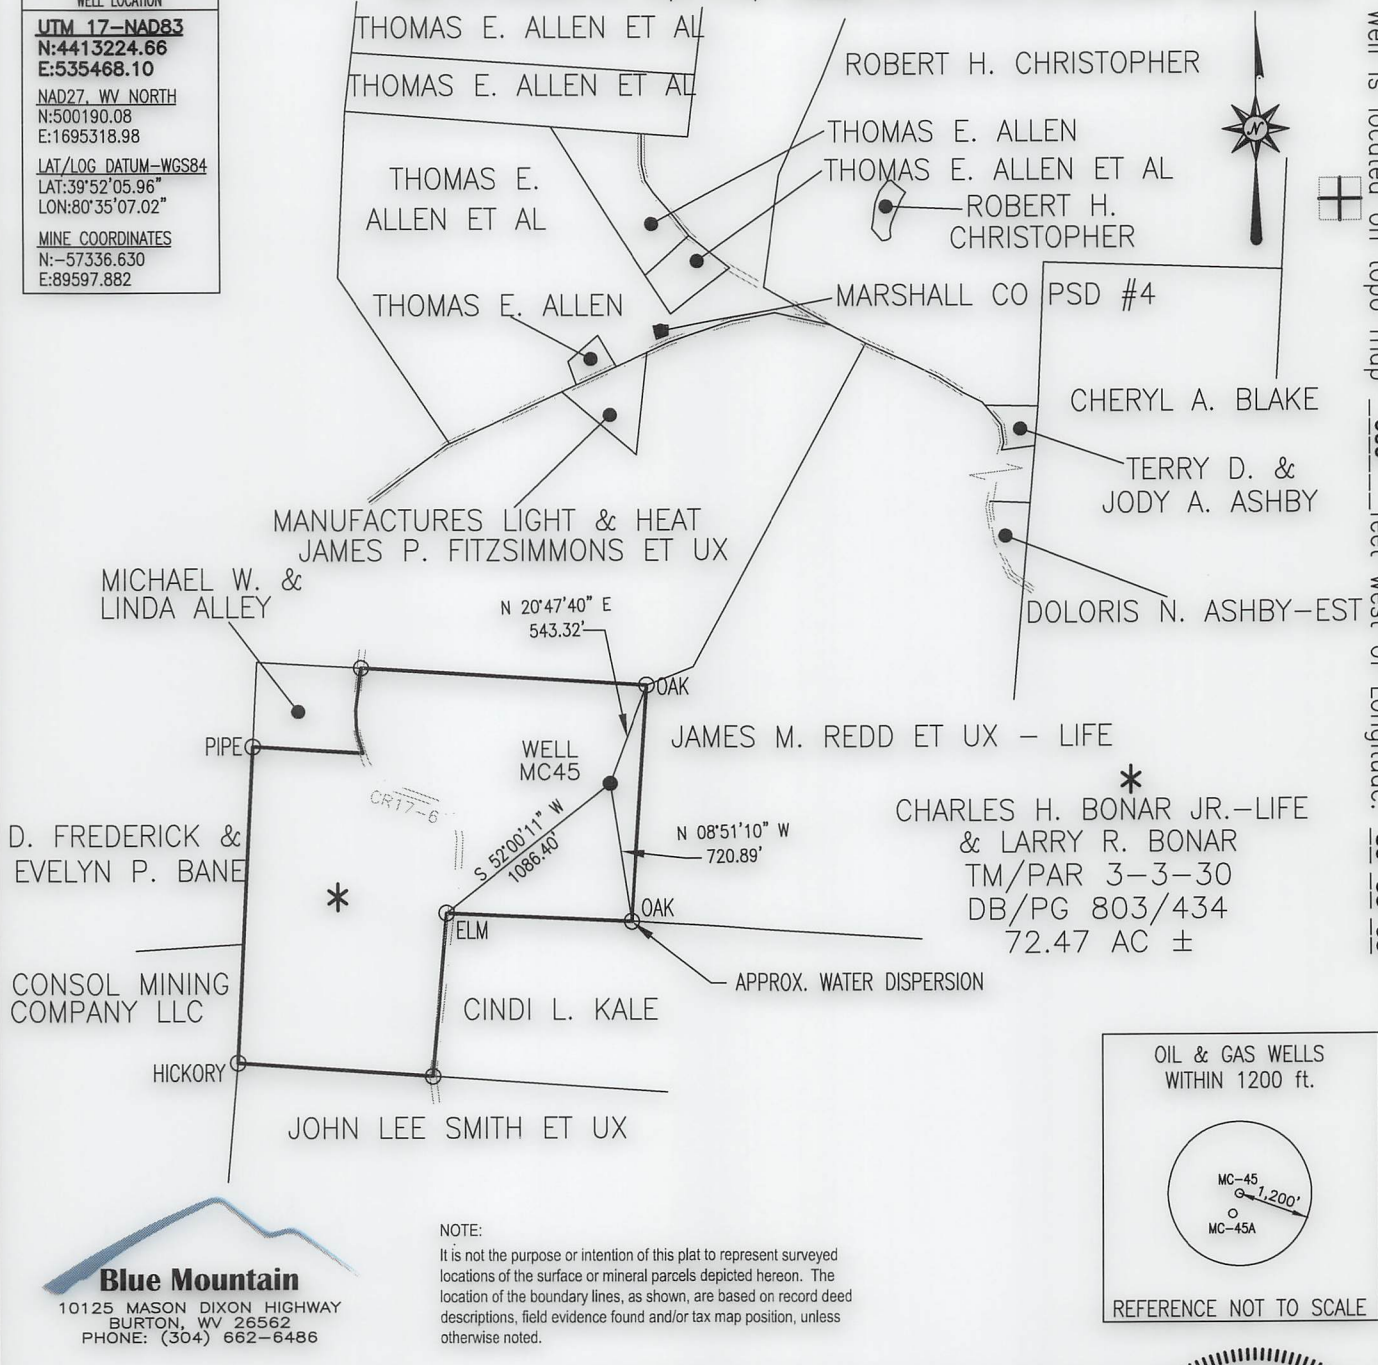 WELL LOCATION
UTM 17-NAD83
N:4413224.66
E:535468.10
NAD27, WV NORTH
N:500190.08
E:1695318.98
LAT/LOG DATUM-WGS84
LAT:39°52'05.96"
LON:80°35'07.02"
MINE COORDINATES
N:-57336.630
E:89597.882
THOMAS E. ALLEN ET AL
THOMAS E. ALLEN ET AL
ROBERT H. CHRISTOPHER
THOMAS E. ALLEN
THOMAS E. ALLEN ET AL
THOMAS E.
ALLEN ET AL
ROBERT H.
CHRISTOPHER
N
MARSHALL CO PSD #4
THOMAS E. ALLEN
CHERYL A. BLAKE
TERRY D. &
JODY A. ASHBY
MANUFACTURES LIGHT & HEAT
JAMES P. FITZSIMMONS ET UX
MICHAEL W. &
LINDA ALLEY
N 20°47'40" E
543.32'
DOLORIS N. ASHBY-EST
OAK
PIPE
WELL
MC45
JAMES M. REDD ET UX - LIFE
*
CHARLES H. BONAR JR.-LIFE
& LARRY R. BONAR
TM/PAR 3-3-30
DB/PG 803/434
72.47 AC ±
CR17-6
S 52°00'11" W
1086.40'
N 08°51'10" W
720.89'
D. FREDERICK &
EVELYN P. BANE
*
OAK
ELM
APPROX. WATER DISPERSION
CONSOL MINING
COMPANY LLC
CINDI L. KALE
HICKORY
JOHN LEE SMITH ET UX
OIL & GAS WELLS
WITHIN 1200 ft.
MC-45
1,200'
MC-45A
REFERENCE NOT TO SCALE
Blue Mountain
10125 MASON DIXON HIGHWAY
BURTON, WV 26562
PHONE: (304) 662-6486
NOTE:
It is not the purpose or intention of this plat to represent surveyed
locations of the surface or mineral parcels depicted hereon. The
location of the boundary lines, as shown, are based on record deed
descriptions, field evidence found and/or tax map position, unless
otherwise noted.
Well is located on topo map feet west of Longitude: